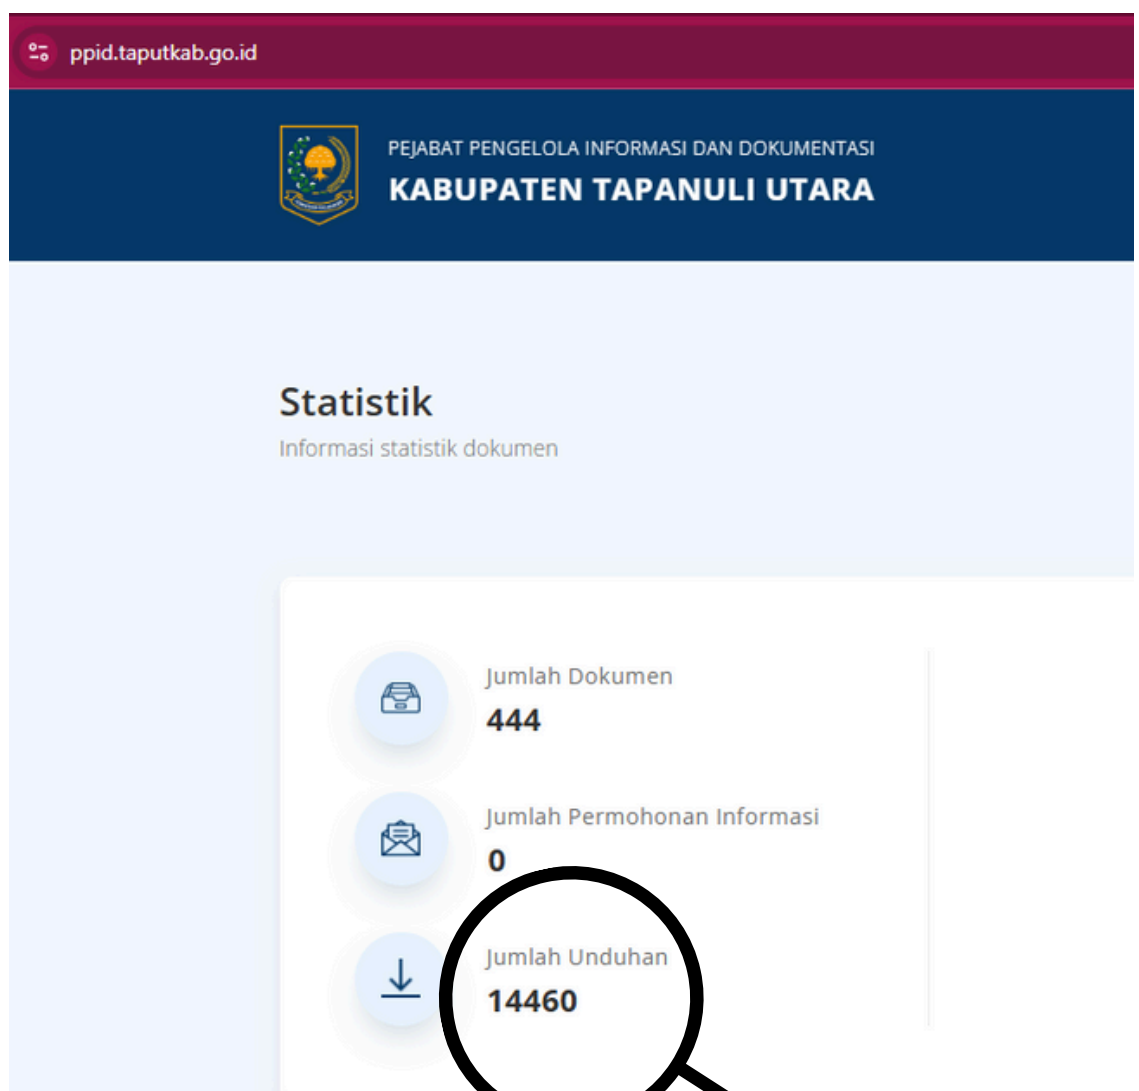 ppid.taputkab.go.id
PEJABAT PENGELOLA INFORMASI DAN DOKUMENTASI
KABUPATEN TAPANULI UTARA
Statistik
Informasi statistik dokumen
Jumlah Dokumen
444
Jumlah Permohonan Informasi
0
Jumlah Unduhan
14460